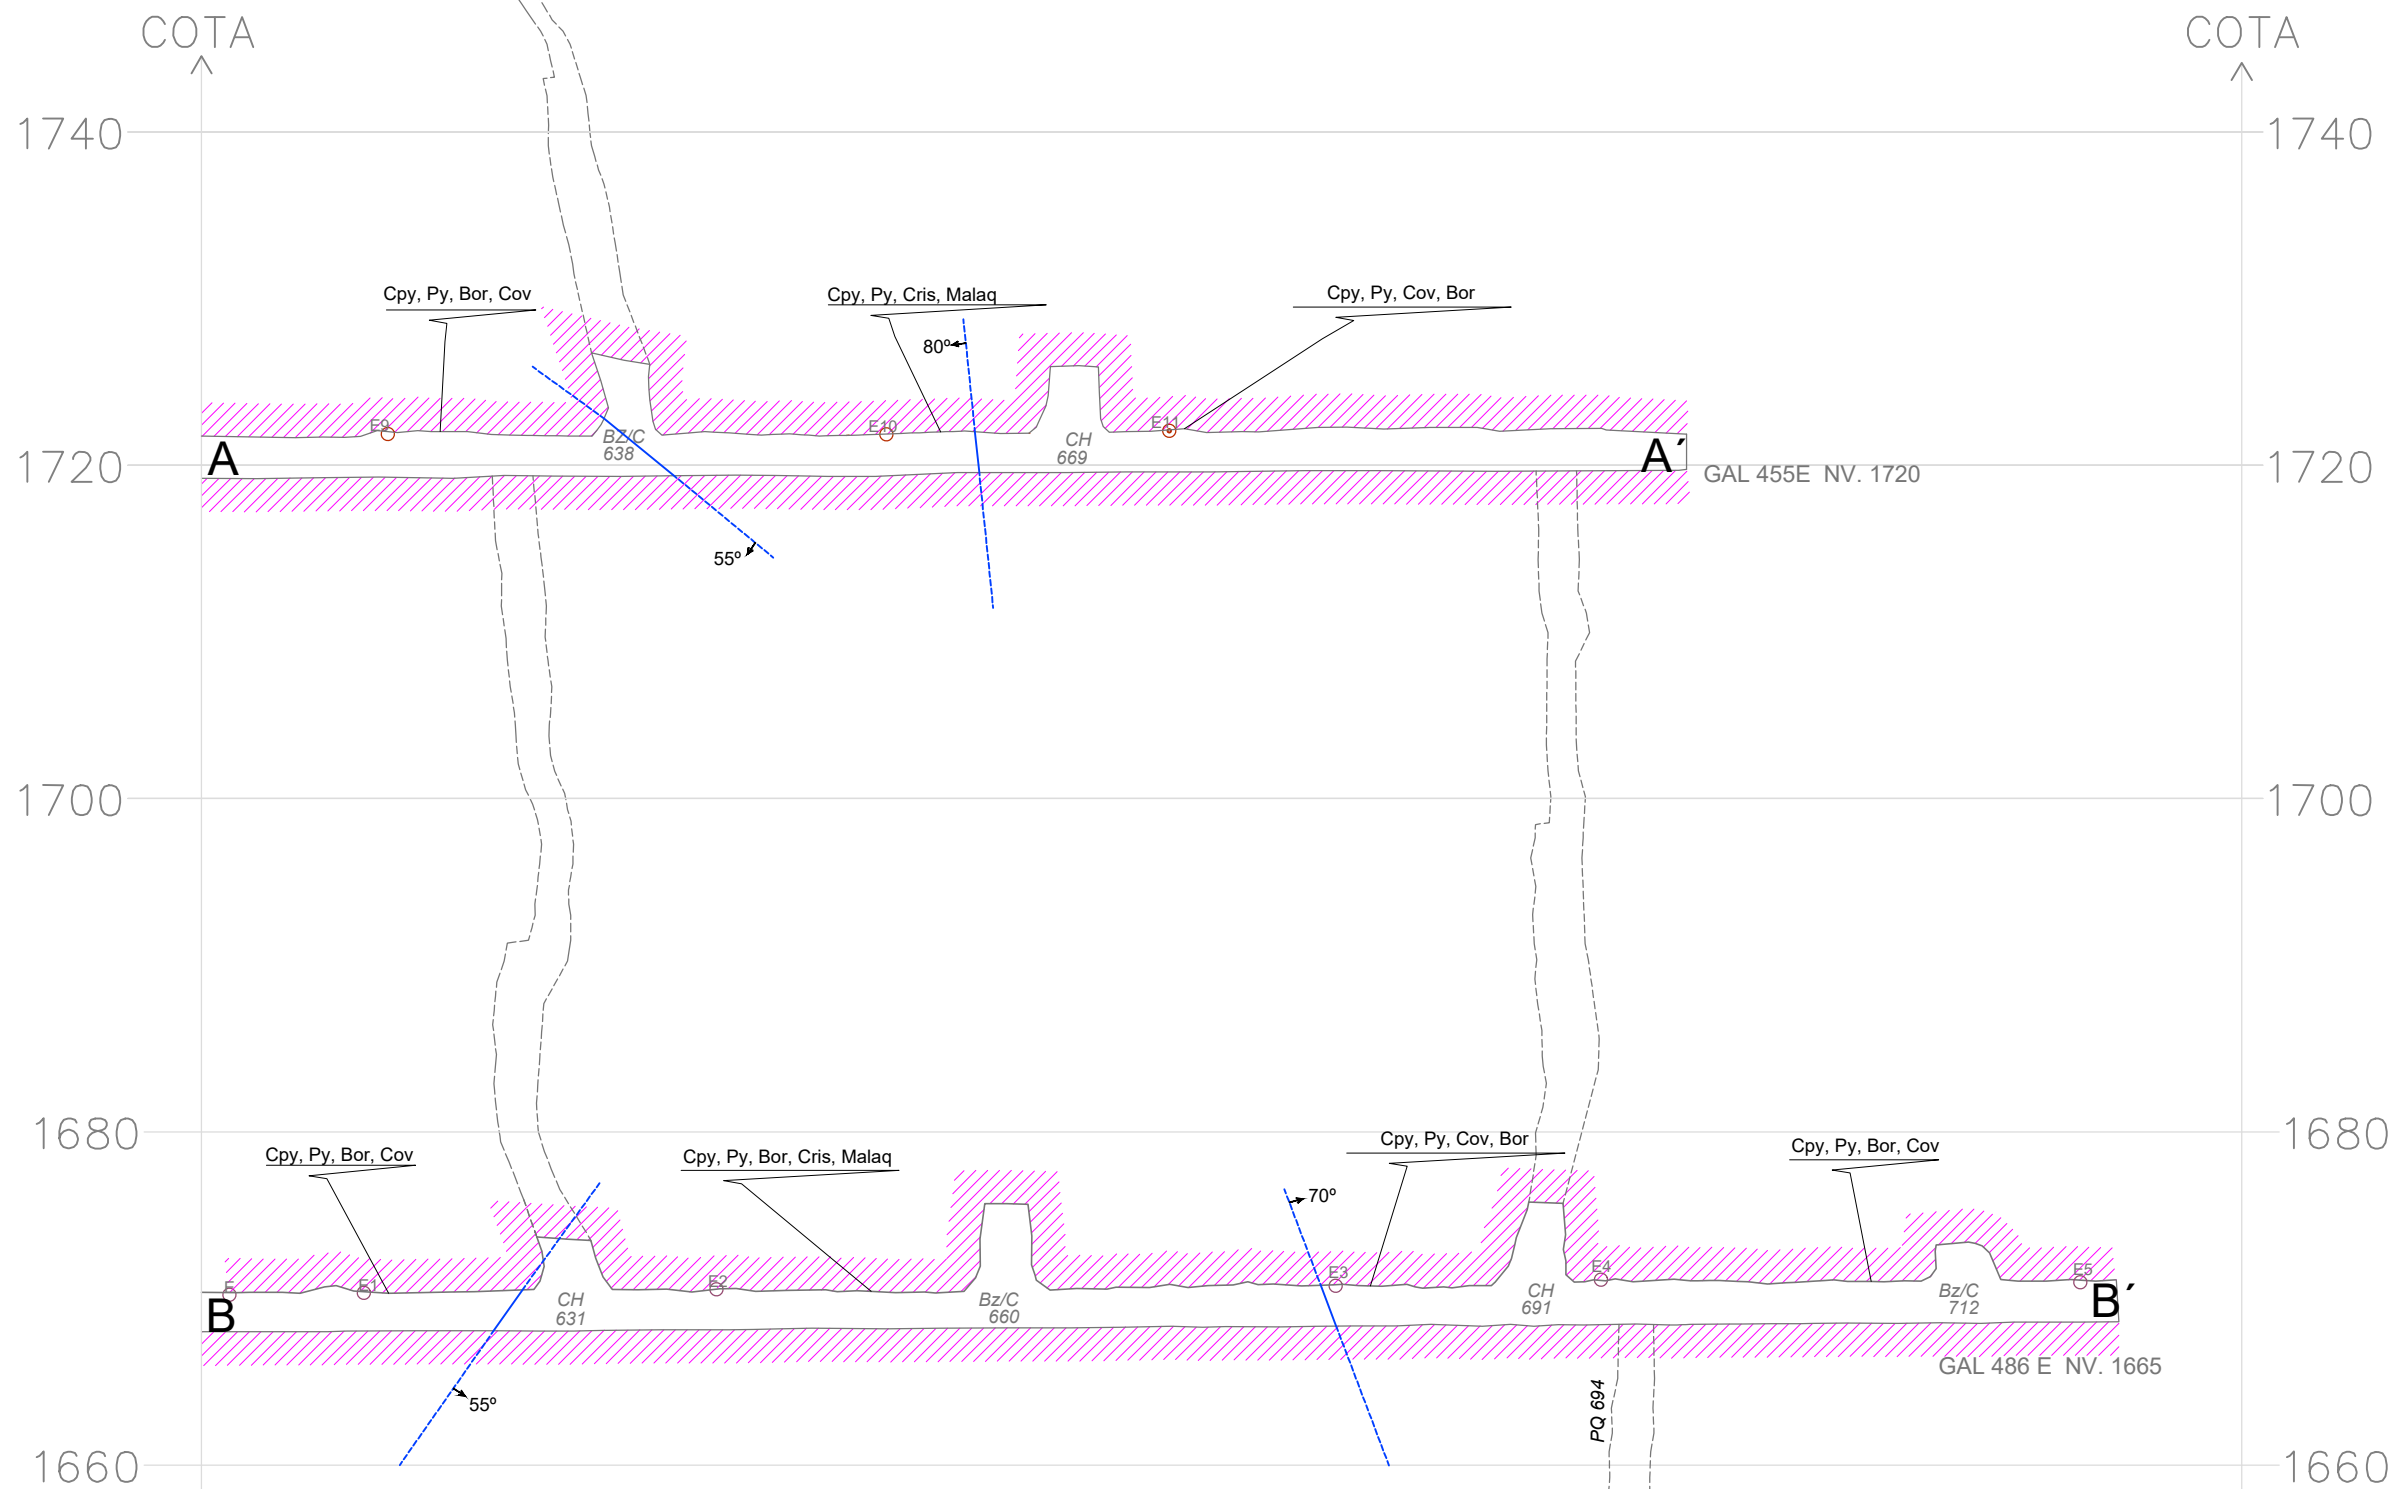 COTA
COTA
1740
1740
Cpy, Py, Bor, Cov
Cpy, Py, Cris, Malaq
Cpy, Py, Cov, Bor
80º
E9
E10
E11
BZ/C
638
CH
669
A
A´
1720
1720
GAL 455E NV. 1720
55º
1700
1700
1680
1680
Cpy, Py, Bor, Cov
Cpy, Py, Bor, Cris, Malaq
Cpy, Py, Cov, Bor
Cpy, Py, Bor, Cov
70º
E
E1
E2
E3
E4
E5
B
CH
631
Bz/C
660
CH
691
Bz/C
712
B´
GAL 486 E NV. 1665
55º
PQ 694
1660
1660